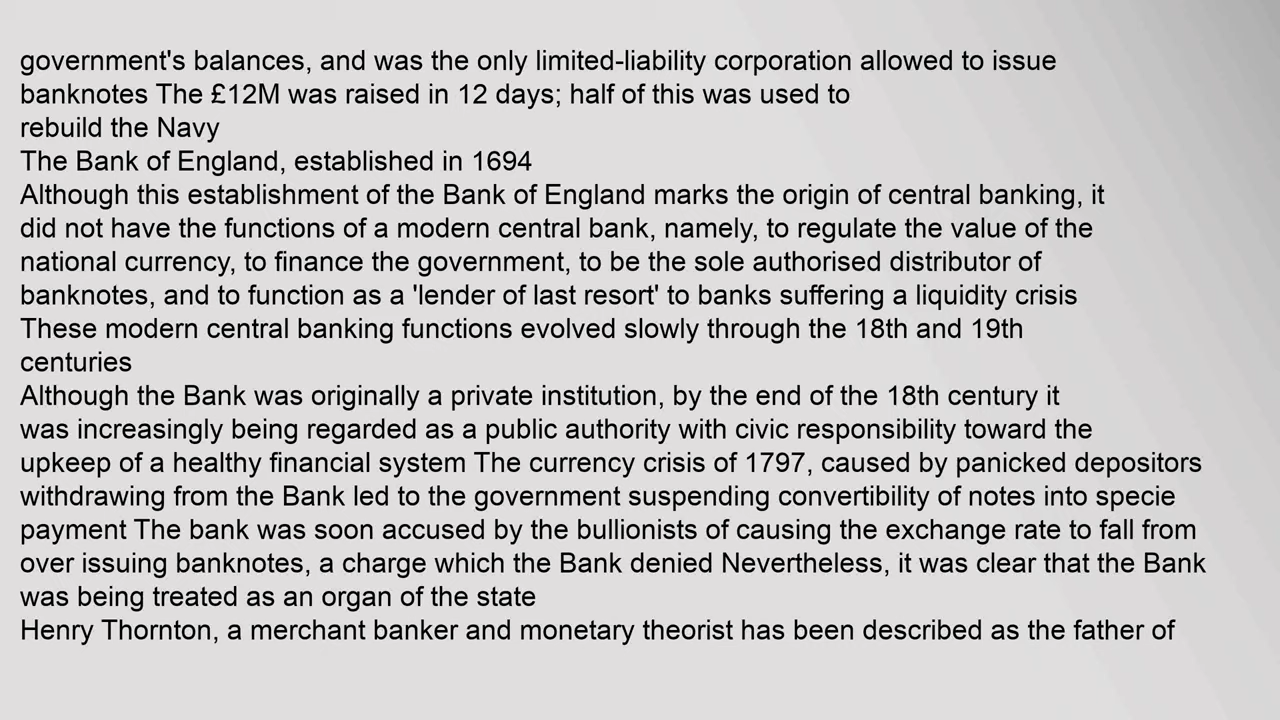 government's balances, and was the only limited-liability corporation allowed to issue
banknotes The £12M was raised in 12 days; half of this was used to
rebuild the Navy
The Bank of England, established in 1694
Although this establishment of the Bank of England marks the origin of central banking, it
did not have the functions of a modern central bank, namely, to regulate the value of the
national currency, to finance the government, to be the sole authorised distributor of
banknotes, and to function as a 'lender of last resort' to banks suffering a liquidity crisis
These modern central banking functions evolved slowly through the 18th and 19th
centuries
Although the Bank was originally a private institution, by the end of the 18th century it
was increasingly being regarded as a public authority with civic responsibility toward the
upkeep of a healthy financial system The currency crisis of 1797, caused by panicked depositors
withdrawing from the Bank led to the government suspending convertibility of notes into specie
payment The bank was soon accused by the bullionists of causing the exchange rate to fall from
over issuing banknotes, a charge which the Bank denied Nevertheless, it was clear that the Bank
was being treated as an organ of the state
Henry Thornton, a merchant banker and monetary theorist has been described as the father of